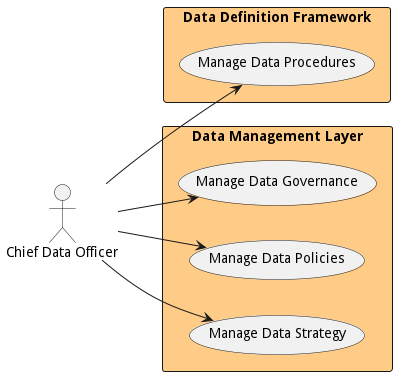 Data Definition Framework
Manage Data Procedures
Data Management Layer
Manage Data Governance
Chief Data Officer
Manage Data Policies
Manage Data Strategy